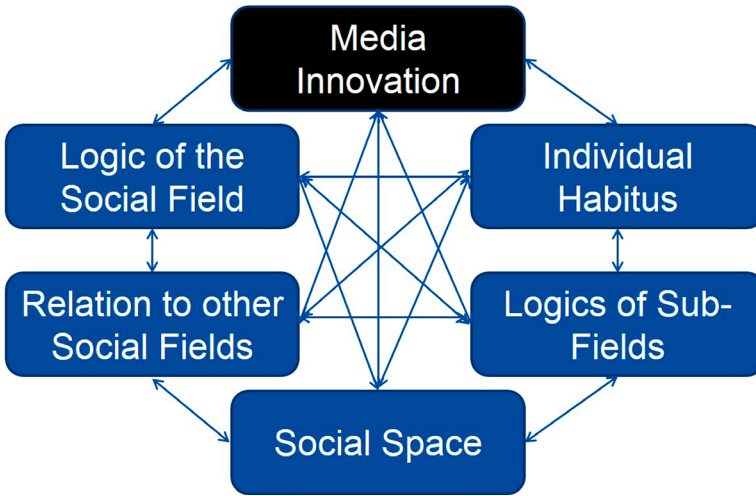 Media
Innovation
Logic of the
Social Field
Individual
Habitus
Relation to other
Social Fields
Logics of Sub-
Fields
Social Space